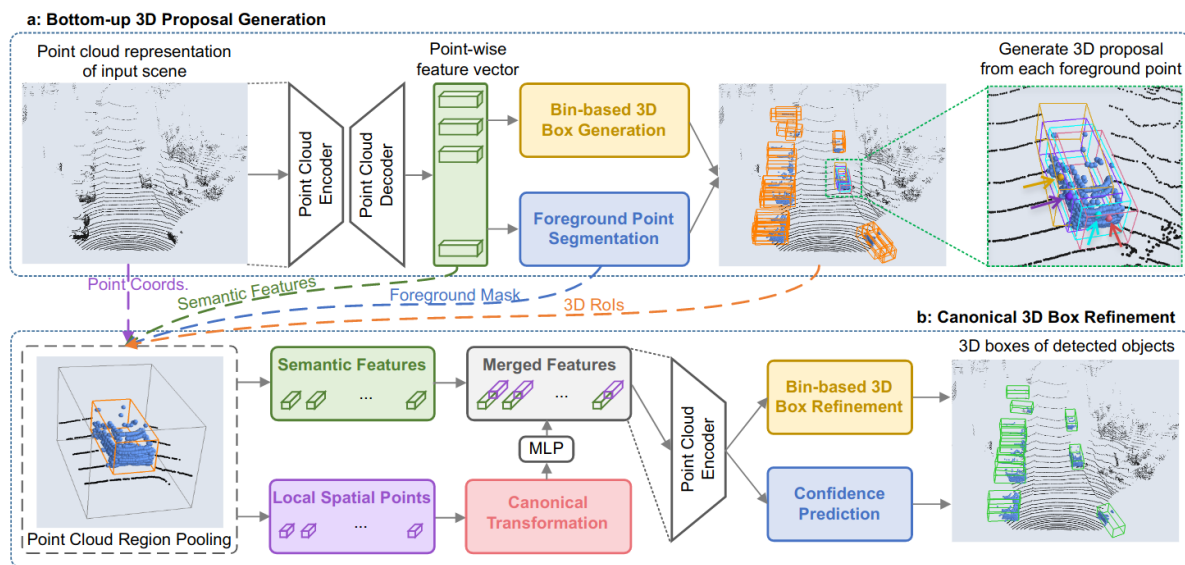 a: Bottom-up 3D Proposal Generation
Point cloud representation
of input scene
Point-wise
feature vector
Generate 3D proposal
from each foreground point
Point Cloud
Encoder
Point Cloud
Decoder
Bin-based 3D
Box Generation
Foreground Point
Segmentation
Point Coords.
Semantic Features
Foreground Mask
3D RoIs
b: Canonical 3D Box Refinement
3D boxes of detected objects
Semantic Features
...
Merged Features
...
MLP
Point Cloud
Encoder
Bin-based 3D
Box Refinement
Local Spatial Points
...
Canonical
Transformation
Confidence
Prediction
Point Cloud Region Pooling